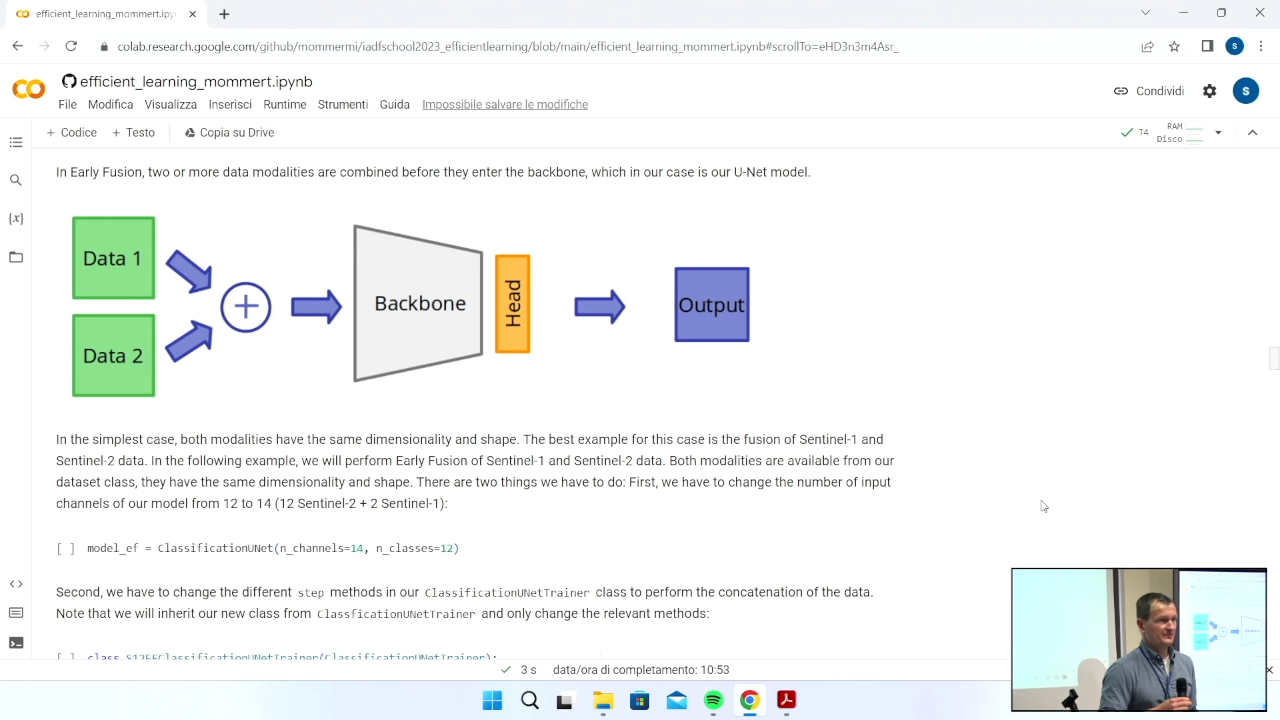 efficient_learning_mommert.ipyn
colab.research.google.com/github/mommermi/iadfschool2023_efficientlearning/blob/main/efficient_learning_mommert.ipynb#scrollTo=eHD3n3m4Asr_
S
efficient_learning_mommert.ipynb
File Modifica Visualizza Inserisci Runtime Strumenti Guida Impossibile salvare le modifiche
Condividi
S
+ Codice + Testo Copia su Drive
T4 RAM
Disco
In Early Fusion, two or more data modalities are combined before they enter the backbone, which in our case is our U-Net model.
Data 1
Data 2
Backbone
Head
Output
In the simplest case, both modalities have the same dimensionality and shape. The best example for this case is the fusion of Sentinel-1 and
Sentinel-2 data. In the following example, we will perform Early Fusion of Sentinel-1 and Sentinel-2 data. Both modalities are available from our
dataset class, they have the same dimensionality and shape. There are two things we have to do: First, we have to change the number of input
channels of our model from 12 to 14 (12 Sentinel-2 + 2 Sentinel-1):
[ ] model_ef = ClassificationUNet(n_channels=14, n_classes=12)
Second, we have to change the different step methods in our ClassificationUNetTrainer class to perform the concatenation of the data.
Note that we will inherit our new class from ClassficationUNetTrainer and only change the relevant methods:
[ ] class S12EFClassificationUNetTrainer(ClassificationUNetTrainer):
3 s data/ora di completamento: 10:53